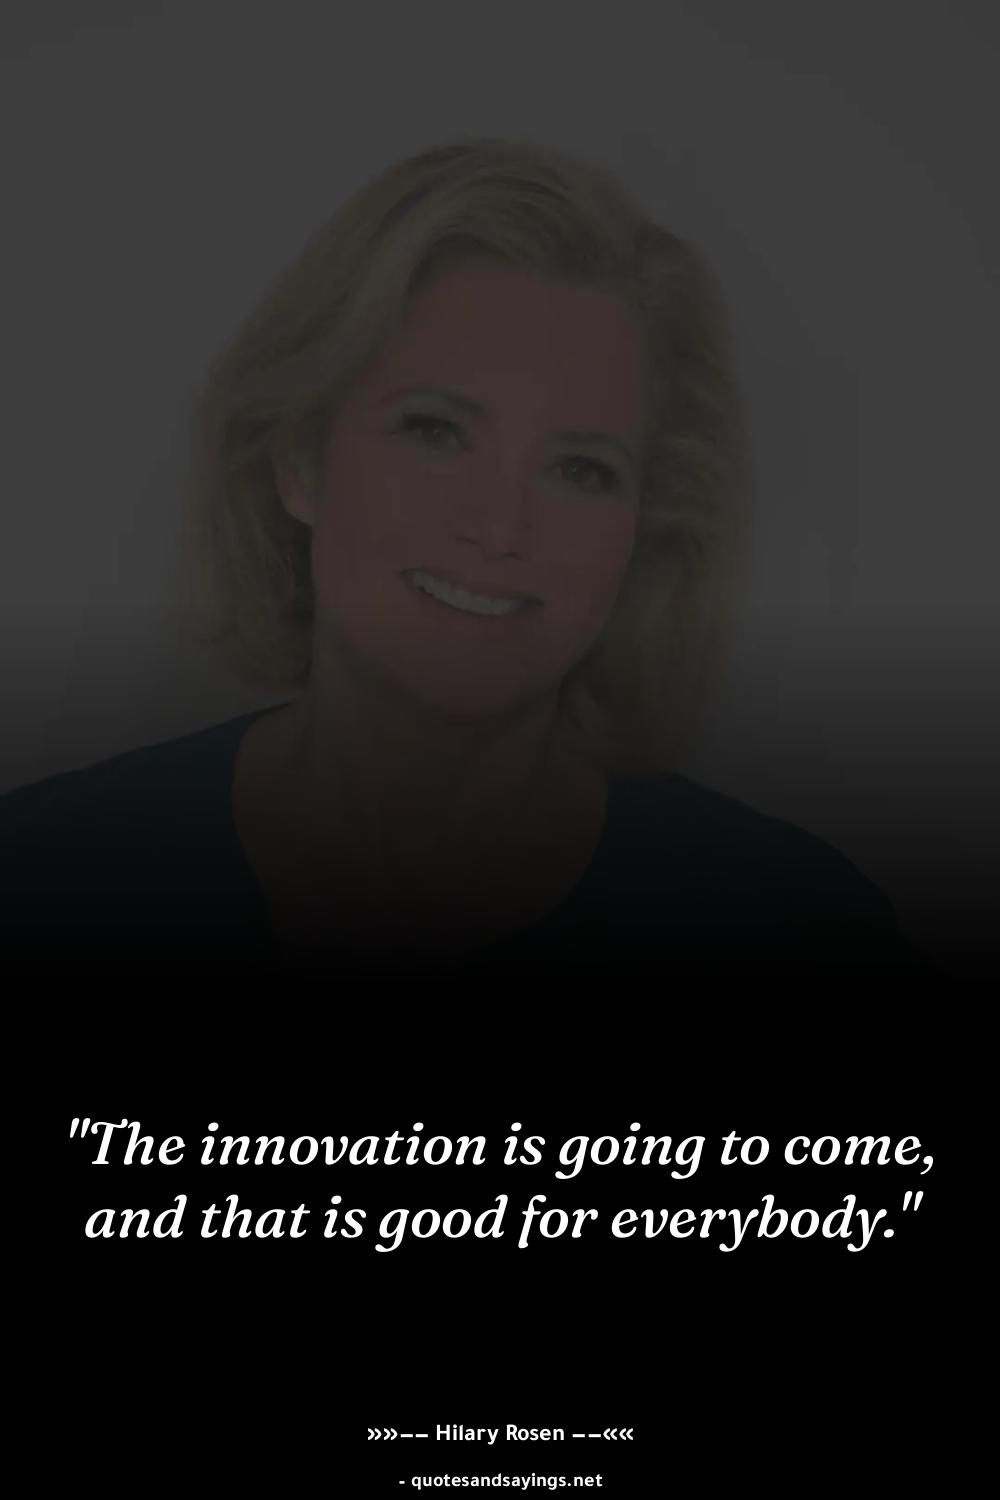 "The innovation is going to come,
and that is good for everybody."
»»−− Hilary Rosen −−««
- quotesandsayings.net